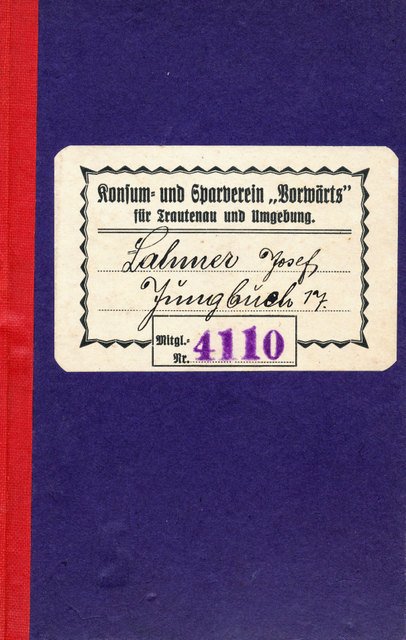 Konsum- und Sparverein „Vorwärts"
für Trautenau und Umgebung.
Lahmer Josef
Jungbuch 17.
Mitgl.-
Nr. 4110